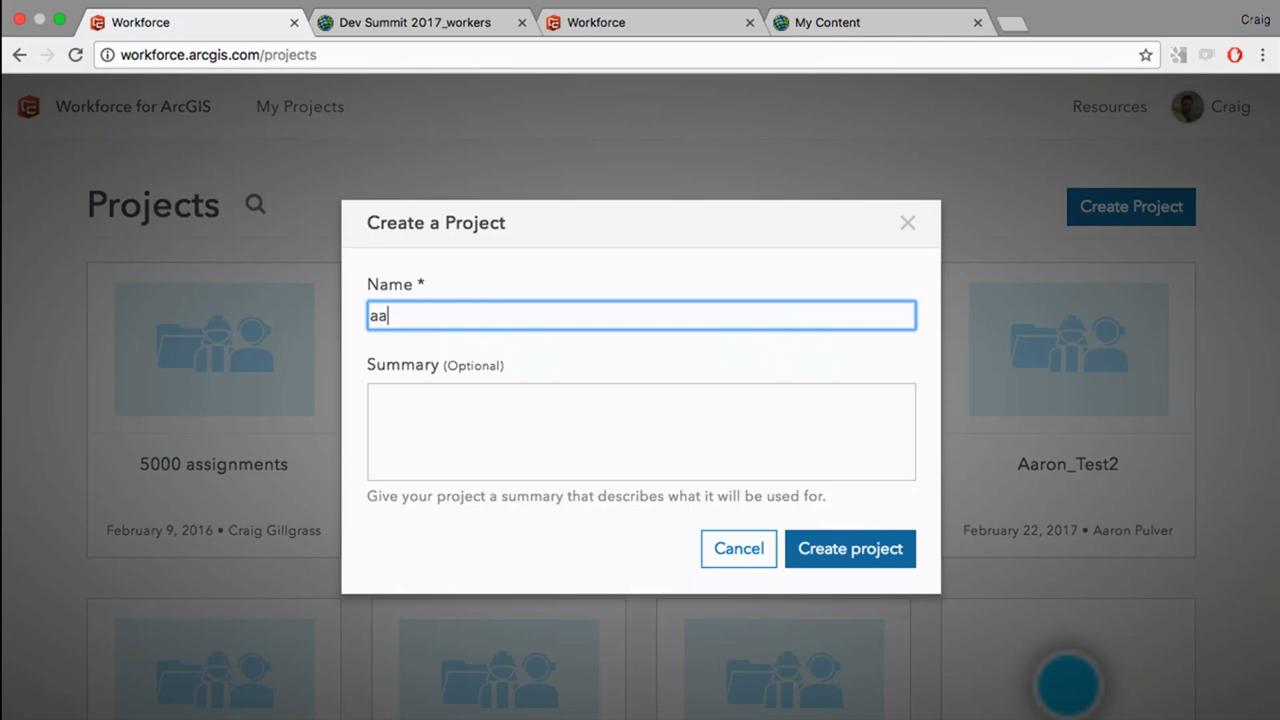 Workforce
Dev Summit 2017_workers
Workforce
My Content
Craig
workforce.arcgis.com/projects
Workforce for ArcGIS
My Projects
Resources
Craig
Projects
Create Project
Create a Project
Name *
aa
Summary (Optional)
Give your project a summary that describes what it will be used for.
Cancel
Create project
5000 assignments
February 9, 2016 • Craig Gillgrass
Aaron_Test2
February 22, 2017 • Aaron Pulver